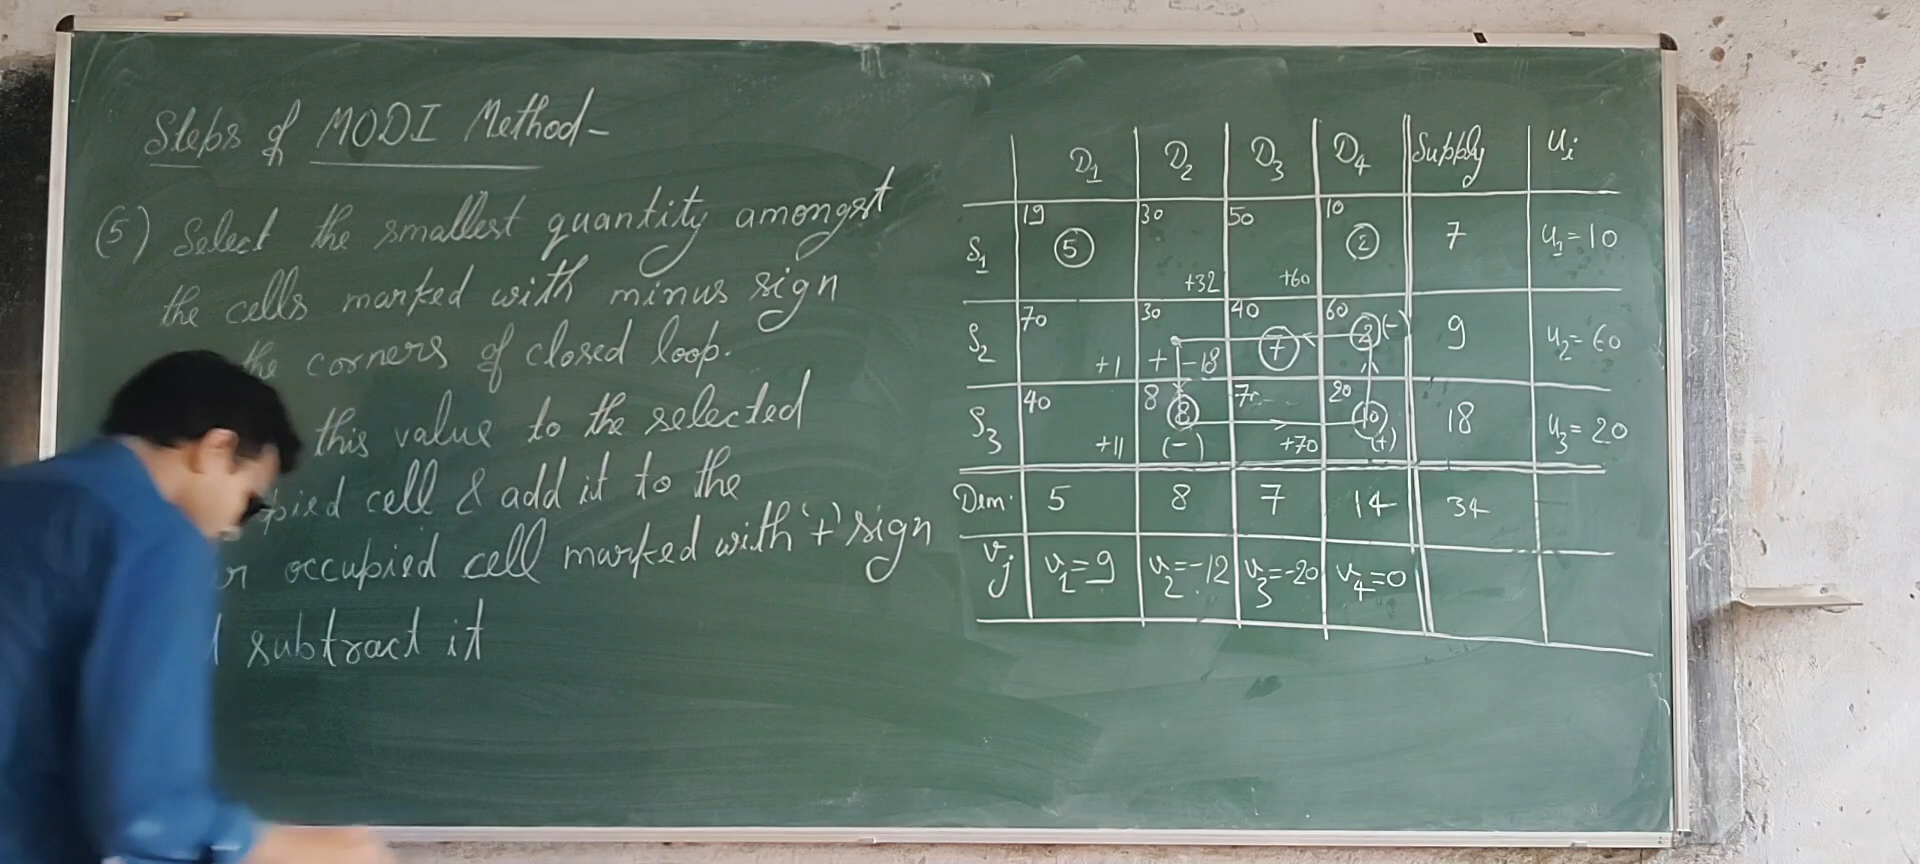 Steps of MODI Method-
(5) Select the smallest quantity amongst
the cells marked with minus sign
the corners of closed loop.
this value to the selected
cell & add it to the
occupied cell marked with '+' sign
subtract it
D1 D2 D3 D4 Supply ui
S1 19 (5) 30 +32 50 +60 10 (2) 7 u1=10
S2 70 +1 30 + -18 40 (7) 60 (2) (-) 9 u2=60
S3 40 +11 8 (8) (-) 70 +70 20 (10) (+) 18 u3=20
Dem. 5 8 7 14 34
vj v1=9 v2=-12 v3=-20 v4=0